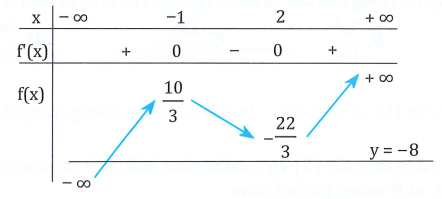 x −∞ −1 2 +∞
f'(x) + 0 − 0 +
f(x) 10/3 −22/3 +∞
y = −8
−∞